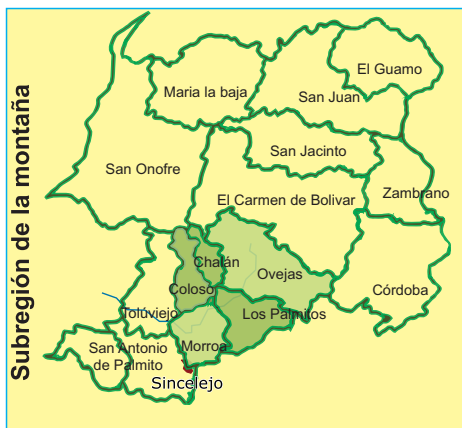 Subregión de la montaña
El Guamo
Maria la baja
San Juan
San Jacinto
San Onofre
Zambrano
El Carmen de Bolivar
Chalán
Ovejas
Coloso
Córdoba
Toluviejo
Los Palmitos
San Antonio
de Palmito
Morroa
Sincelejo